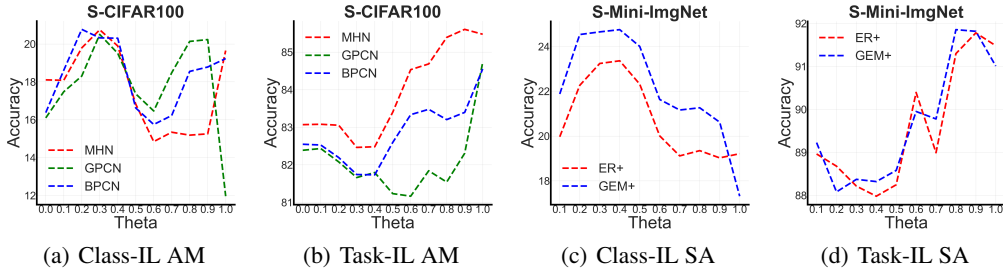 S-CIFAR100
Accuracy
20
18
16
14
12
MHN
GPCN
BPCN
0.0 0.1 0.2 0.3 0.4 0.5 0.6 0.7 0.8 0.9 1.0
Theta
(a) Class-IL AM
S-CIFAR100
Accuracy
85
84
83
82
81
MHN
GPCN
BPCN
0.0 0.1 0.2 0.3 0.4 0.5 0.6 0.7 0.8 0.9 1.0
Theta
(b) Task-IL AM
S-Mini-ImgNet
Accuracy
24
22
20
18
ER+
GEM+
0.1 0.2 0.3 0.4 0.5 0.6 0.7 0.8 0.9 1.0
Theta
(c) Class-IL SA
S-Mini-ImgNet
Accuracy
92
91
90
89
88
ER+
GEM+
0.1 0.2 0.3 0.4 0.5 0.6 0.7 0.8 0.9 1.0
Theta
(d) Task-IL SA